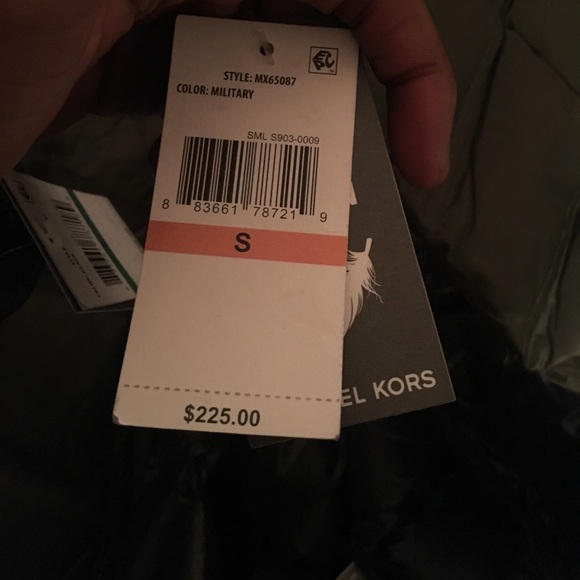 STYLE: MX65087
COLOR: MILITARY
SML S903-0009
8 83661 78721 9
S
$225.00
EL KORS